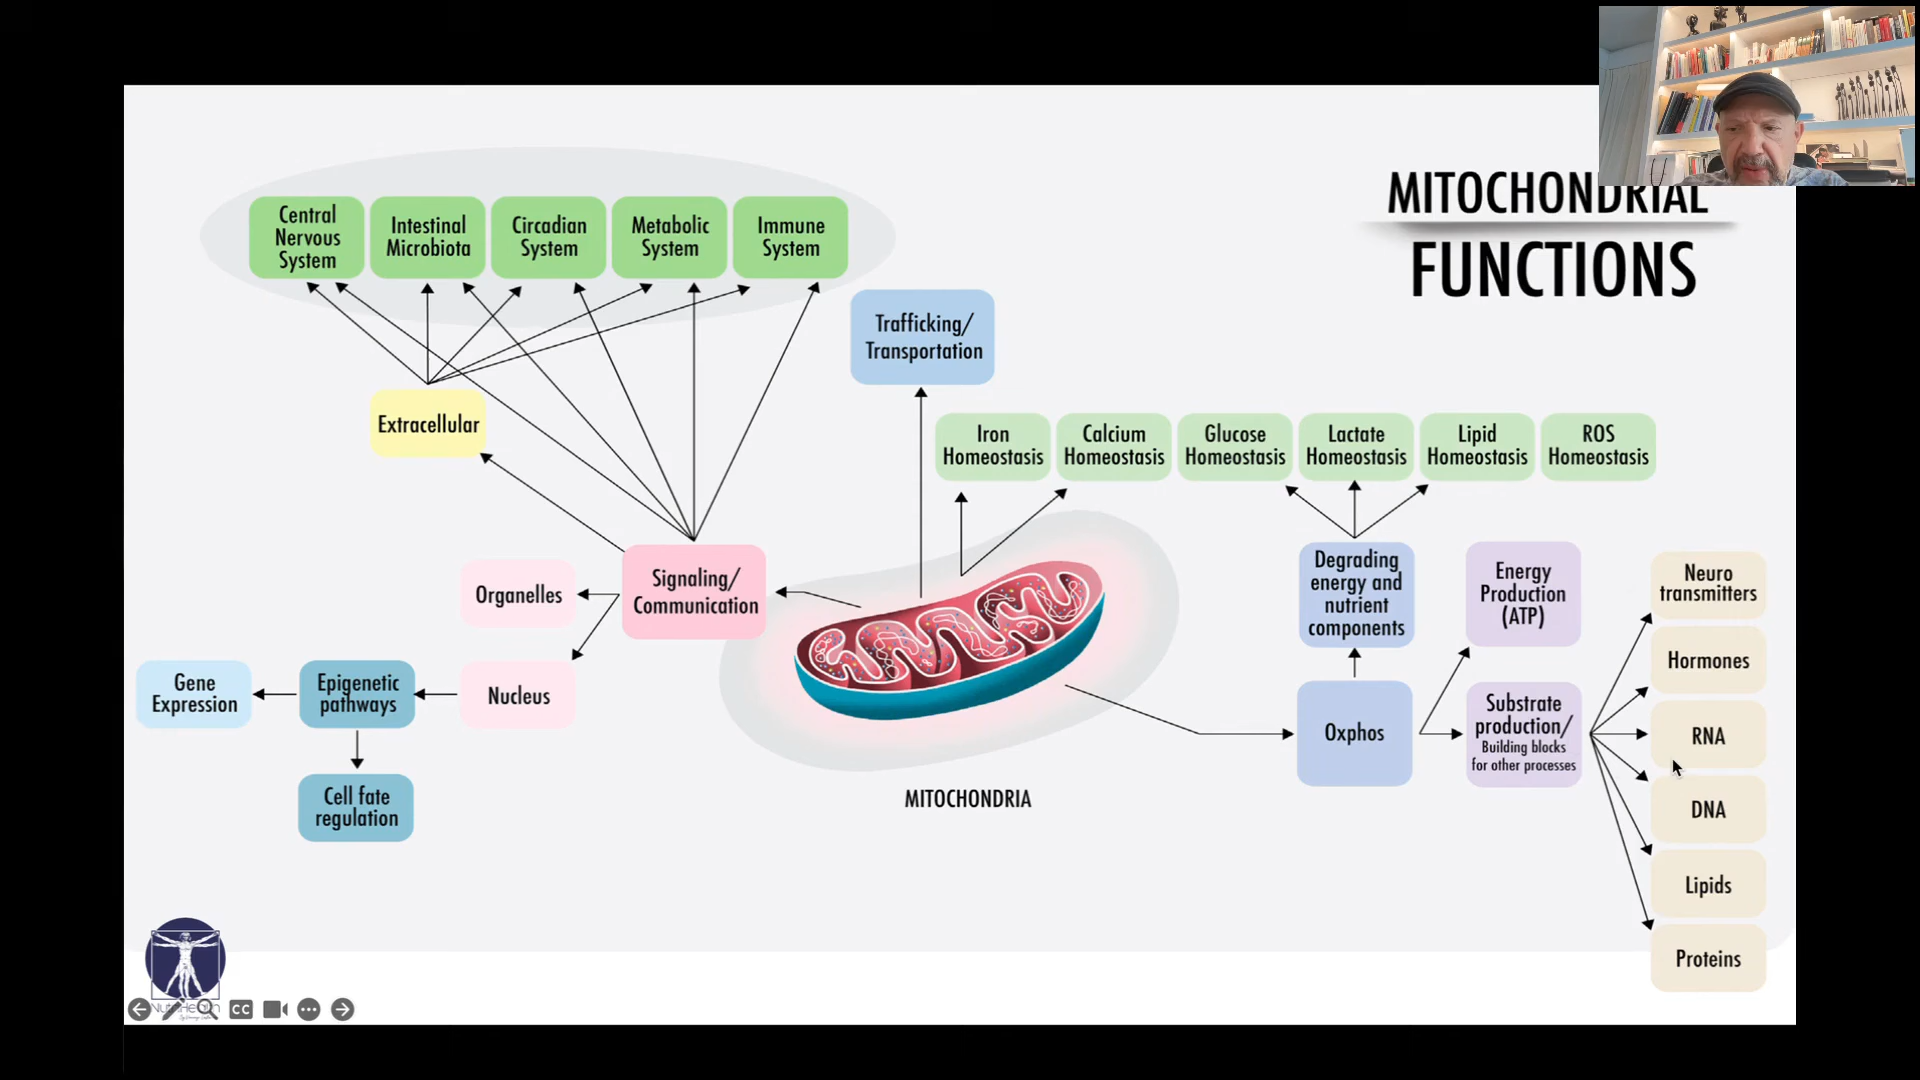 MITOCHONDRIAL
FUNCTIONS
Central
Nervous
System
Intestinal
Microbiota
Circadian
System
Metabolic
System
Immune
System
Trafficking/
Transportation
Extracellular
Iron
Homeostasis
Calcium
Homeostasis
Glucose
Homeostasis
Lactate
Homeostasis
Lipid
Homeostasis
ROS
Homeostasis
Signaling/
Communication
Organelles
Nucleus
Epigenetic
pathways
Gene
Expression
Cell fate
regulation
MITOCHONDRIA
Degrading
energy and
nutrient
components
Oxphos
Energy
Production
(ATP)
Substrate
production/
Building blocks
for other processes
Neuro
transmitters
Hormones
RNA
DNA
Lipids
Proteins
CC